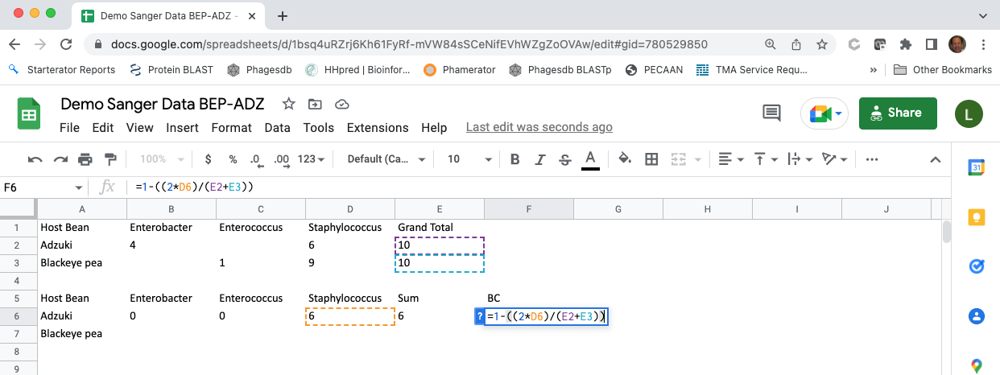 Demo Sanger Data BEP-ADZ -
docs.google.com/spreadsheets/d/1bsq4uRZrj6Kh61FyRf-mVW84sSCeNifEVhWZgZoOVAw/edit#gid=780529850
Starterator Reports Protein BLAST Phagesdb HHpred | Bioinfor... Phamerator Phagesdb BLASTp PECAAN TMA Service Requ... » Other Bookmarks
Demo Sanger Data BEP-ADZ
Share
L
File Edit View Insert Format Data Tools Extensions Help Last edit was seconds ago
100% $ % .0 .00 123 Default (Ca... 10 B I S A
31
F6 fx =1-((2*D6)/(E2+E3))
A B C D E F G H I J
1 Host Bean Enterobacter Enterococcus Staphylococcus Grand Total
2 Adzuki 4 6 10
3 Blackeye pea 1 9 10
4
5 Host Bean Enterobacter Enterococcus Staphylococcus Sum BC
6 Adzuki 0 0 6 6 ? =1-((2*D6)/(E2+E3))
7 Blackeye pea
8
9